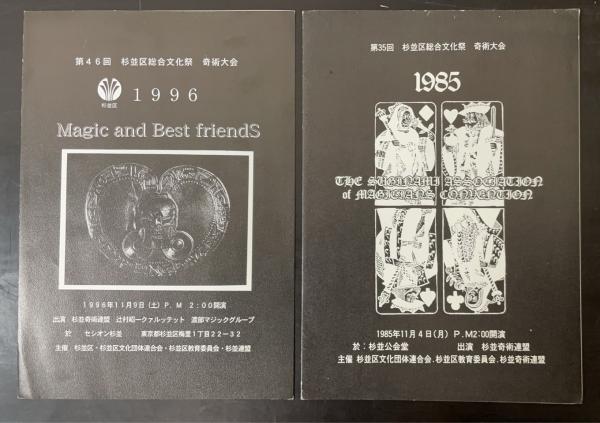 第46回 杉並区総合文化祭 奇術大会
杉並区
1996
Magic and Best friendS
1996年11月9日(土) P.M 2:00開演
出演 杉並奇術連盟 辻村昭一クァルッテット 渡部マジックグループ
於 セシオン杉並 東京都杉並区梅里1丁目22-32
主催 杉並区・杉並区文化団体連合会・杉並区教育委員会・杉並連盟
第35回 杉並区総合文化祭 奇術大会
1985
THE SUGINAMI ASSOCIATION
of MAGICIANS CONVENTION
1985年11月4日(月) P.M2:00開演
於:杉並公会堂 出演 杉並奇術連盟
主催 杉並区文化団体連合会、杉並区教育委員会、杉並奇術連盟